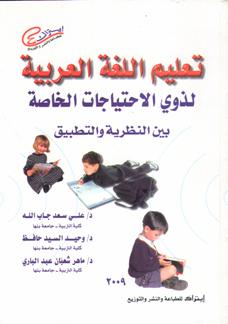 تعليم اللغة العربية
لذوي الاحتياجات الخاصة
بين النظرية والتطبيق
د/ علي سعد جاب الله
كلية التربية - جامعة بنها
د/ وحيد السيد حافظ
كلية التربية - جامعة بنها
د/ ماهر شعبان عبد الباري
كلية التربية - جامعة بنها
٢٠٠٩
إيتراك للطباعة والنشر والتوزيع